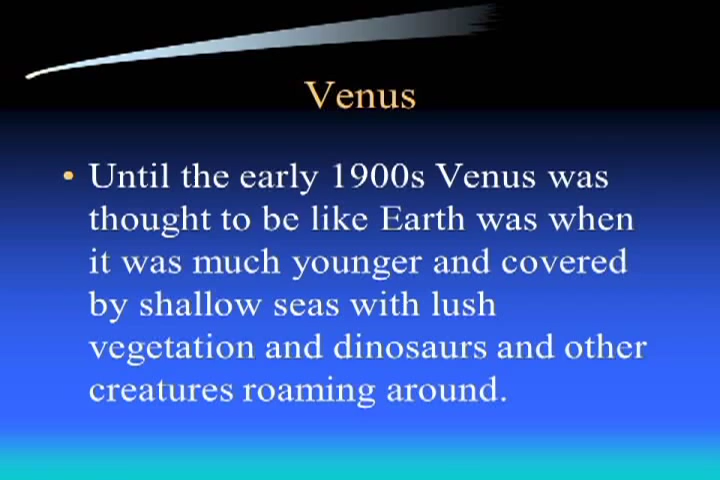 Venus
• Until the early 1900s Venus was
thought to be like Earth was when
it was much younger and covered
by shallow seas with lush
vegetation and dinosaurs and other
creatures roaming around.